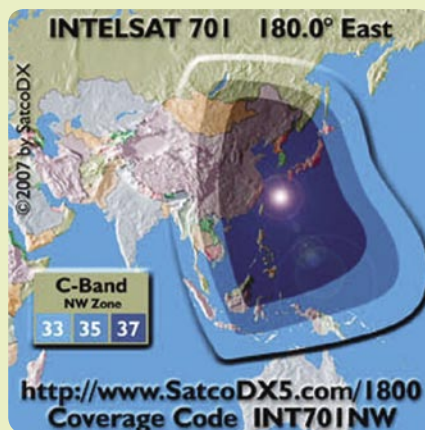 INTELSAT 701 180.0° East
©2007 by SatcoDX
C-Band
NW Zone
33 35 37
http://www.SatcoDX5.com/1800
Coverage Code INT701NW